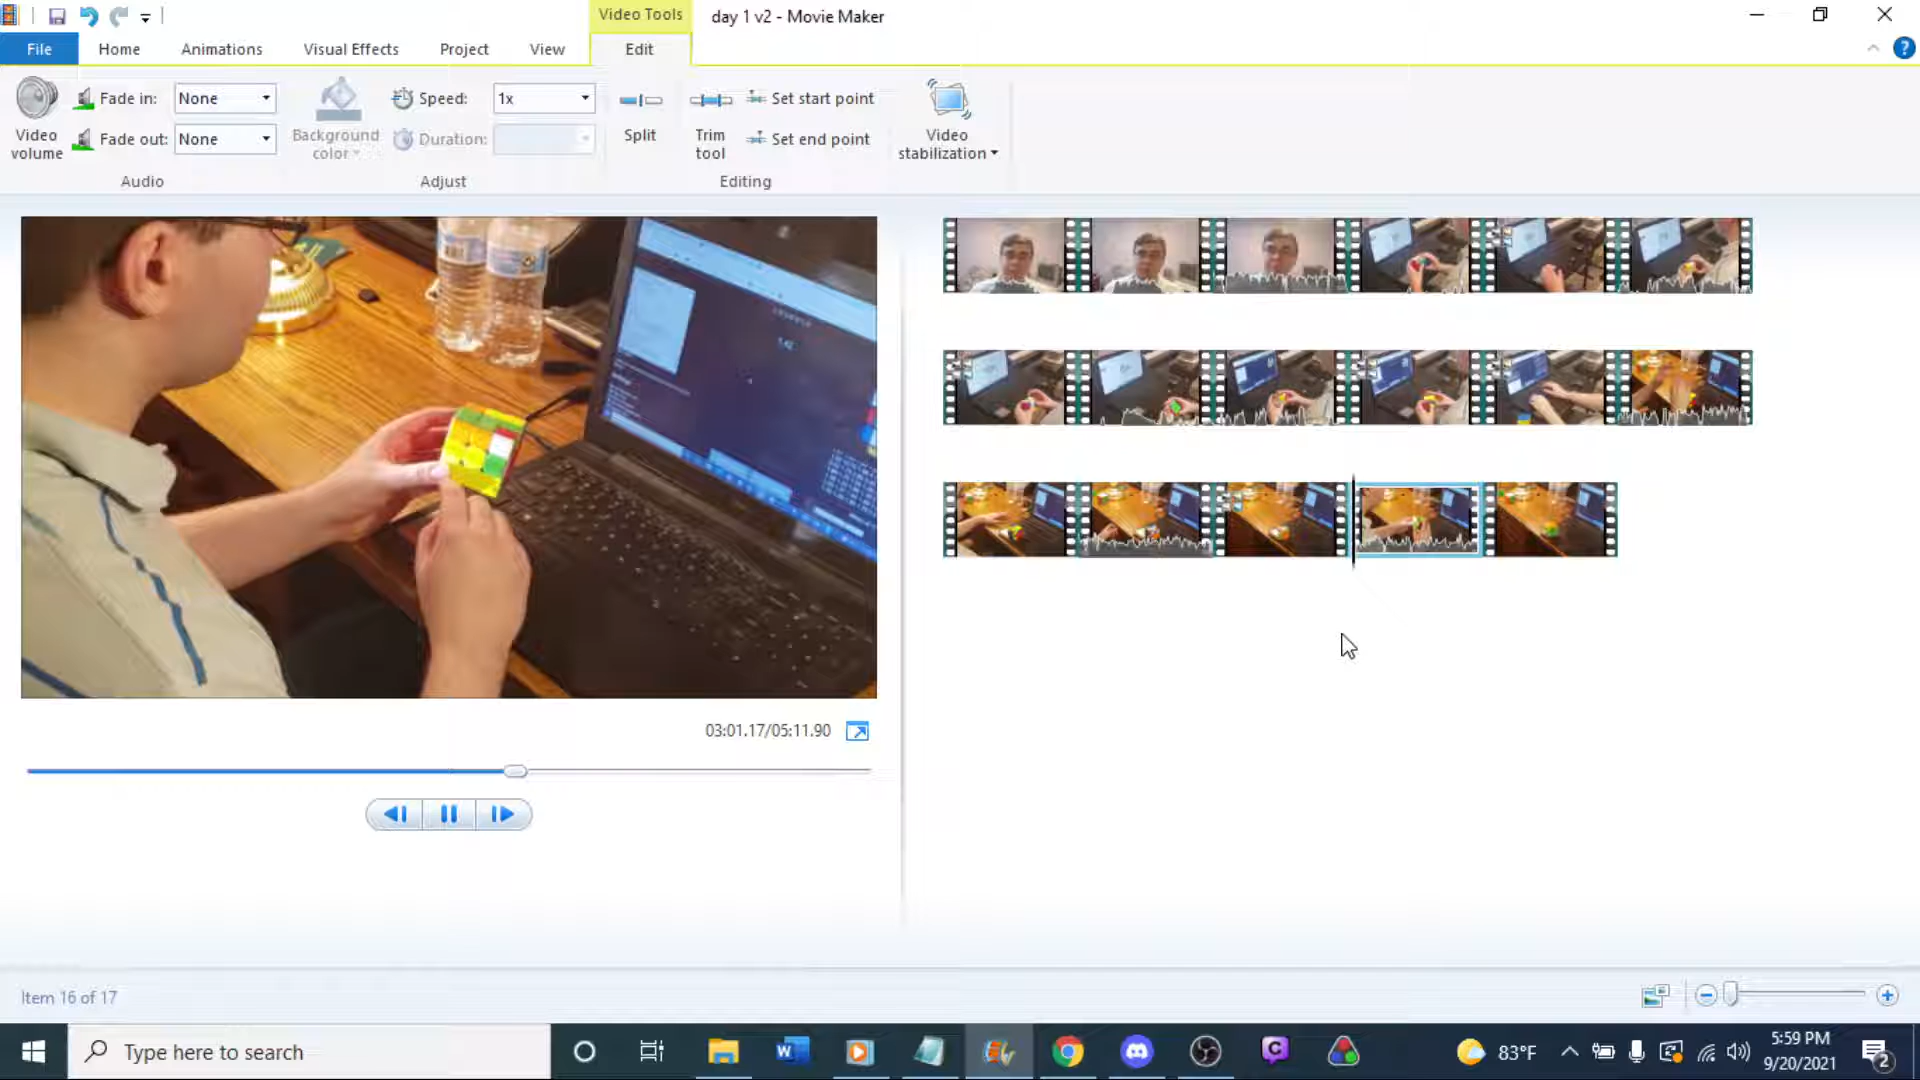 Video Tools
day 1 v2 - Movie Maker
File
Home
Animations
Visual Effects
Project
View
Edit
?
Video
volume
Fade in:
None
Fade out:
None
Audio
Background
color
Speed:
1x
Duration:
Adjust
Split
Trim
tool
Set start point
Set end point
Editing
Video
stabilization
03:01.17/05:11.90
Item 16 of 17
Type here to search
83°F
5:59 PM
9/20/2021
2